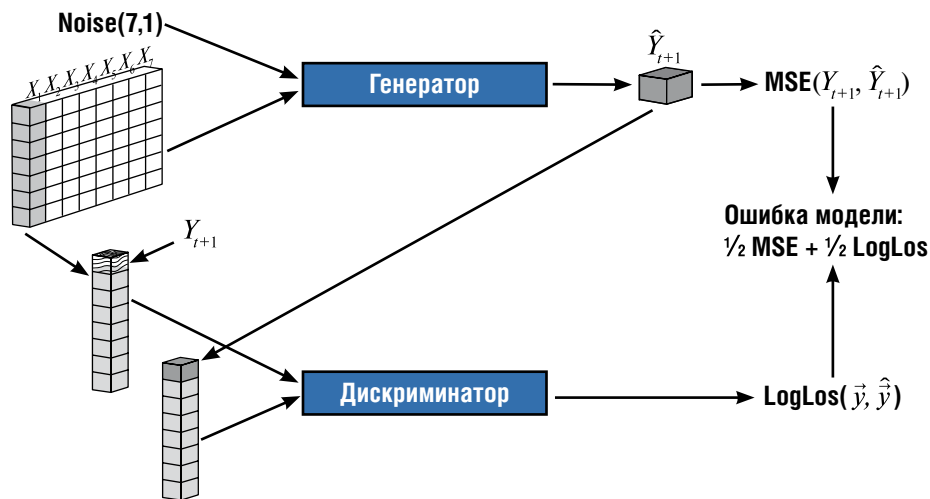 Noise(7,1)
X₁ X₂ X₃ X₄ X₅ X₆ X₇
Генератор
Ŷₜ₊₁
MSE(Yₜ₊₁, Ŷₜ₊₁)
Ошибка модели:
½ MSE + ½ LogLos
Yₜ₊₁
Дискриминатор
LogLos(y⃗, ŷ⃗)